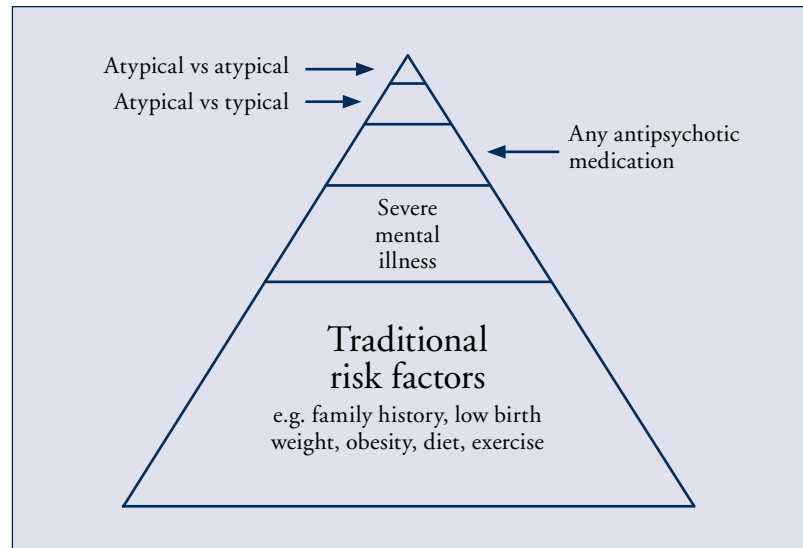 Atypical vs atypical
Atypical vs typical
Any antipsychotic
medication
Severe
mental
illness
Traditional
risk factors
e.g. family history, low birth
weight, obesity, diet, exercise